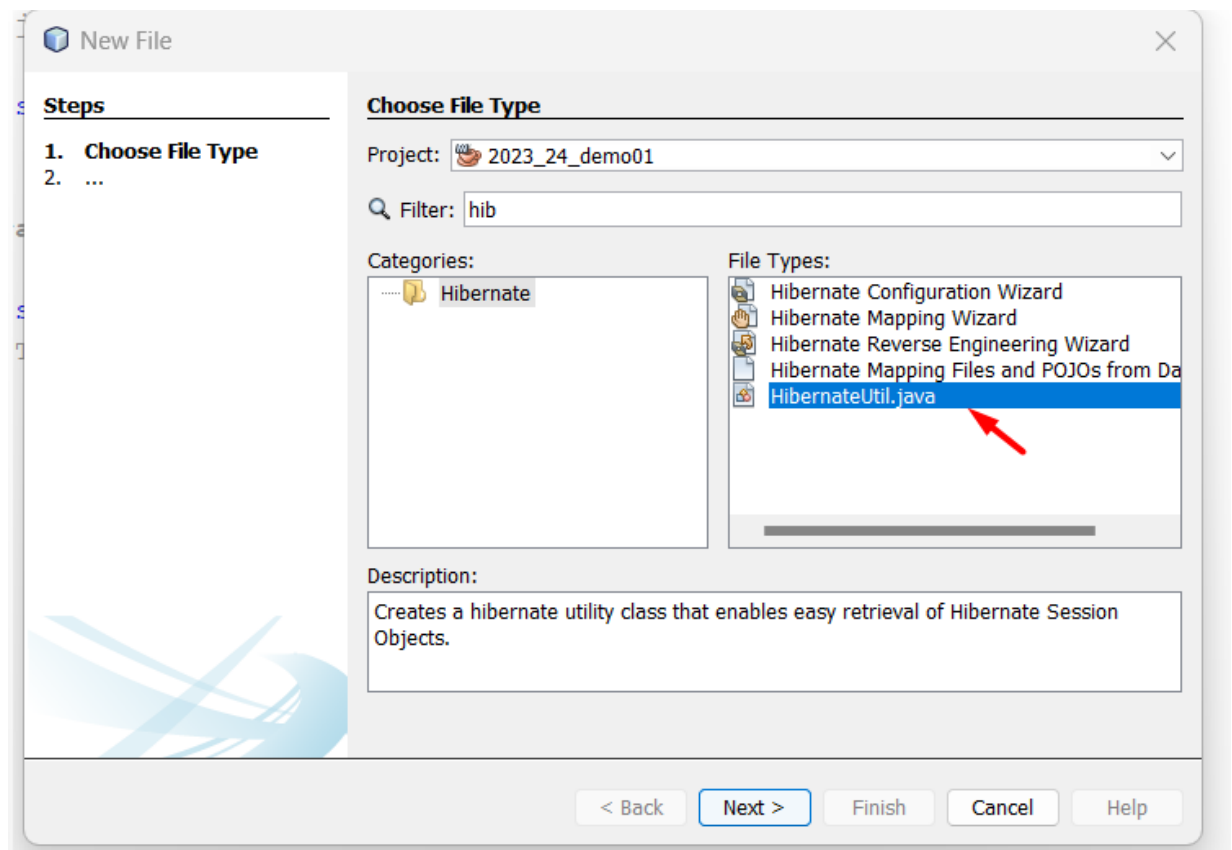 New File
Steps
1. Choose File Type
2. ...
Choose File Type
Project: 2023_24_demo01
Filter: hib
Categories:
Hibernate
File Types:
Hibernate Configuration Wizard
Hibernate Mapping Wizard
Hibernate Reverse Engineering Wizard
Hibernate Mapping Files and POJOs from Da
HibernateUtil.java
Description:
Creates a hibernate utility class that enables easy retrieval of Hibernate Session
Objects.
< Back
Next >
Finish
Cancel
Help